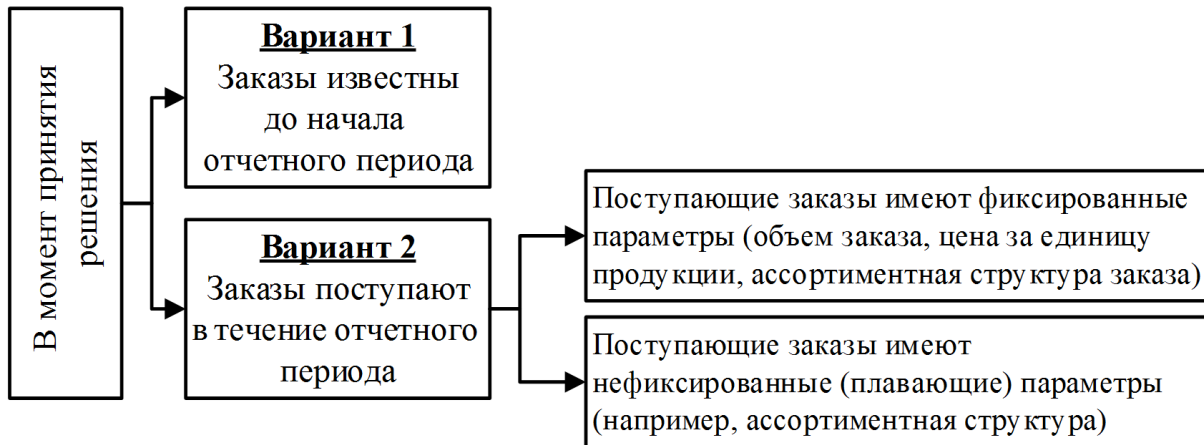 В момент принятия
решения
Вариант 1
Заказы известны
до начала
отчетного периода
Вариант 2
Заказы поступают
в течение отчетного
периода
Поступающие заказы имеют фиксированные
параметры (объем заказа, цена за единицу
продукции, ассортиментная структура заказа)
Поступающие заказы имеют
нефиксированные (плавающие) параметры
(например, ассортиментная структура)